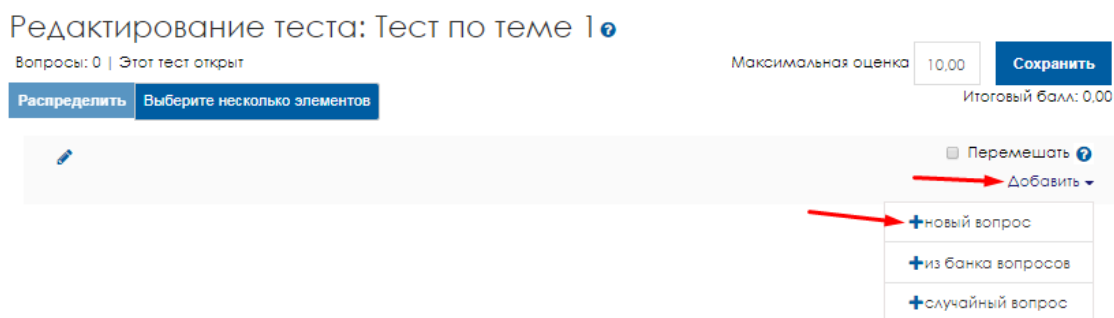 Редактирование теста: Тест по теме 1
Вопросы: 0 | Этот тест открыт
Максимальная оценка 10,00 Сохранить
Распределить Выберите несколько элементов
Итоговый балл: 0,00
Перемешать
Добавить
новый вопрос
из банка вопросов
случайный вопрос